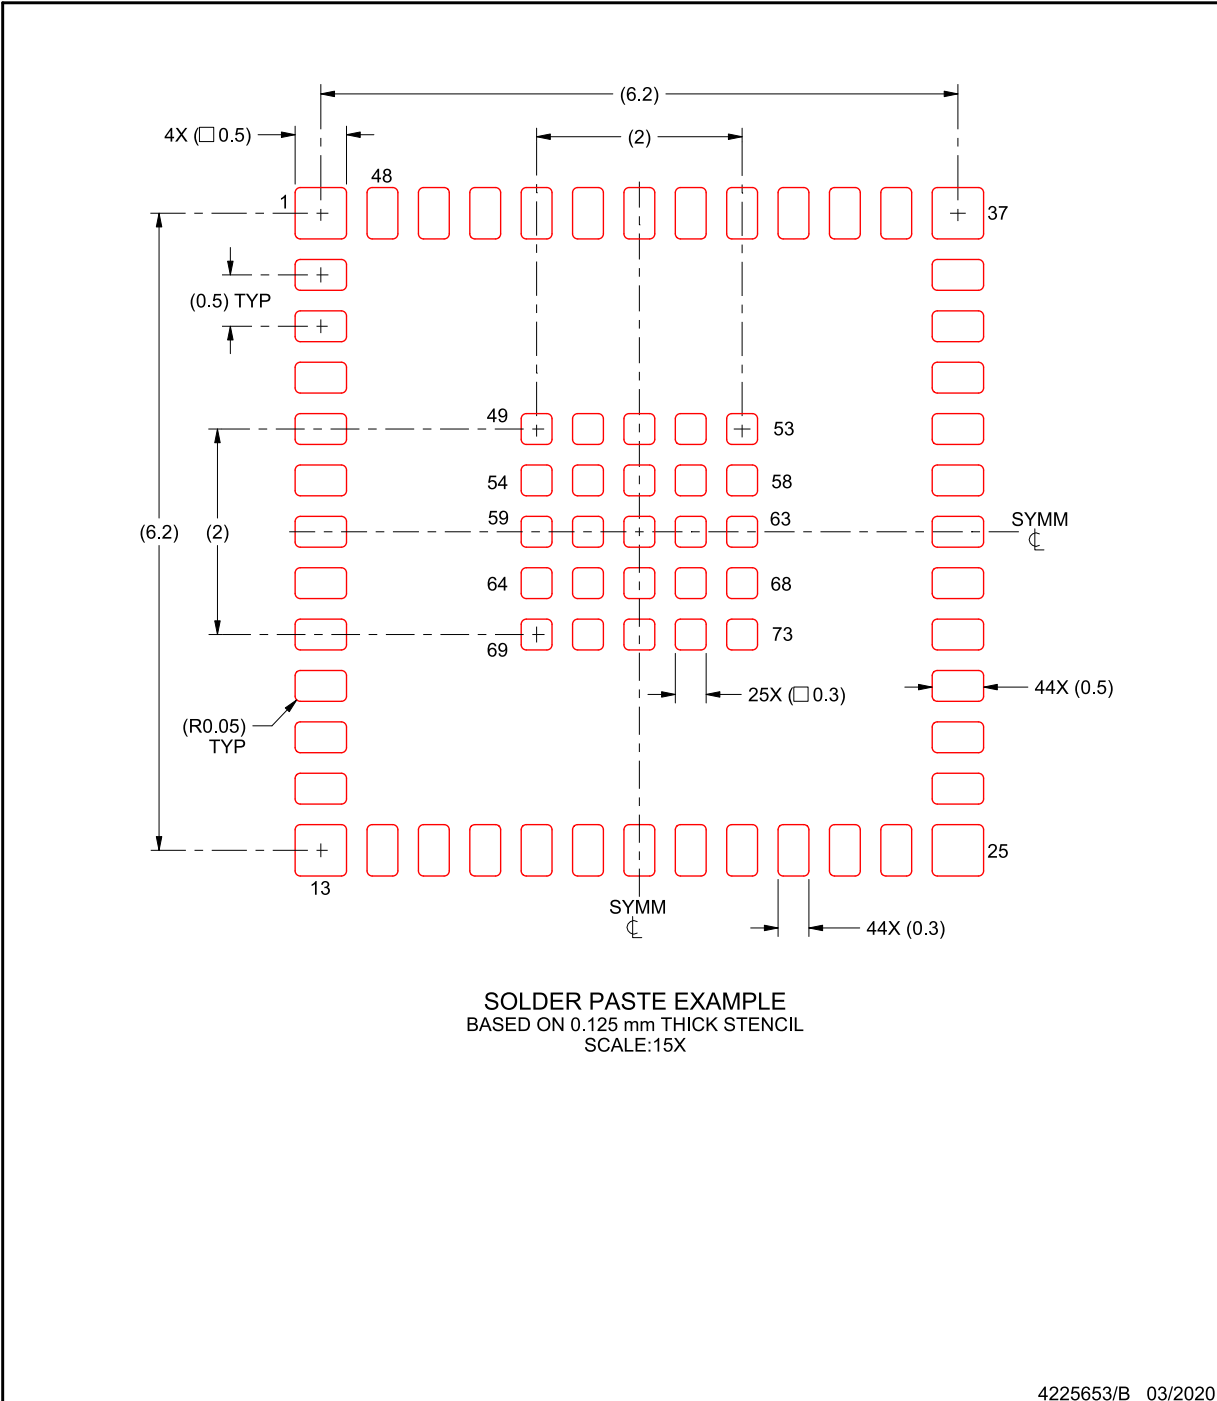 (6.2)
4X (□ 0.5)
(2)
48
1
37
(0.5) TYP
49
53
54
58
59
63
SYMM
℄
(6.2)
(2)
64
68
69
73
25X (□ 0.3)
44X (0.5)
(R0.05)
TYP
25
13
SYMM
℄
44X (0.3)
SOLDER PASTE EXAMPLE
BASED ON 0.125 mm THICK STENCIL
SCALE:15X
4225653/B 03/2020